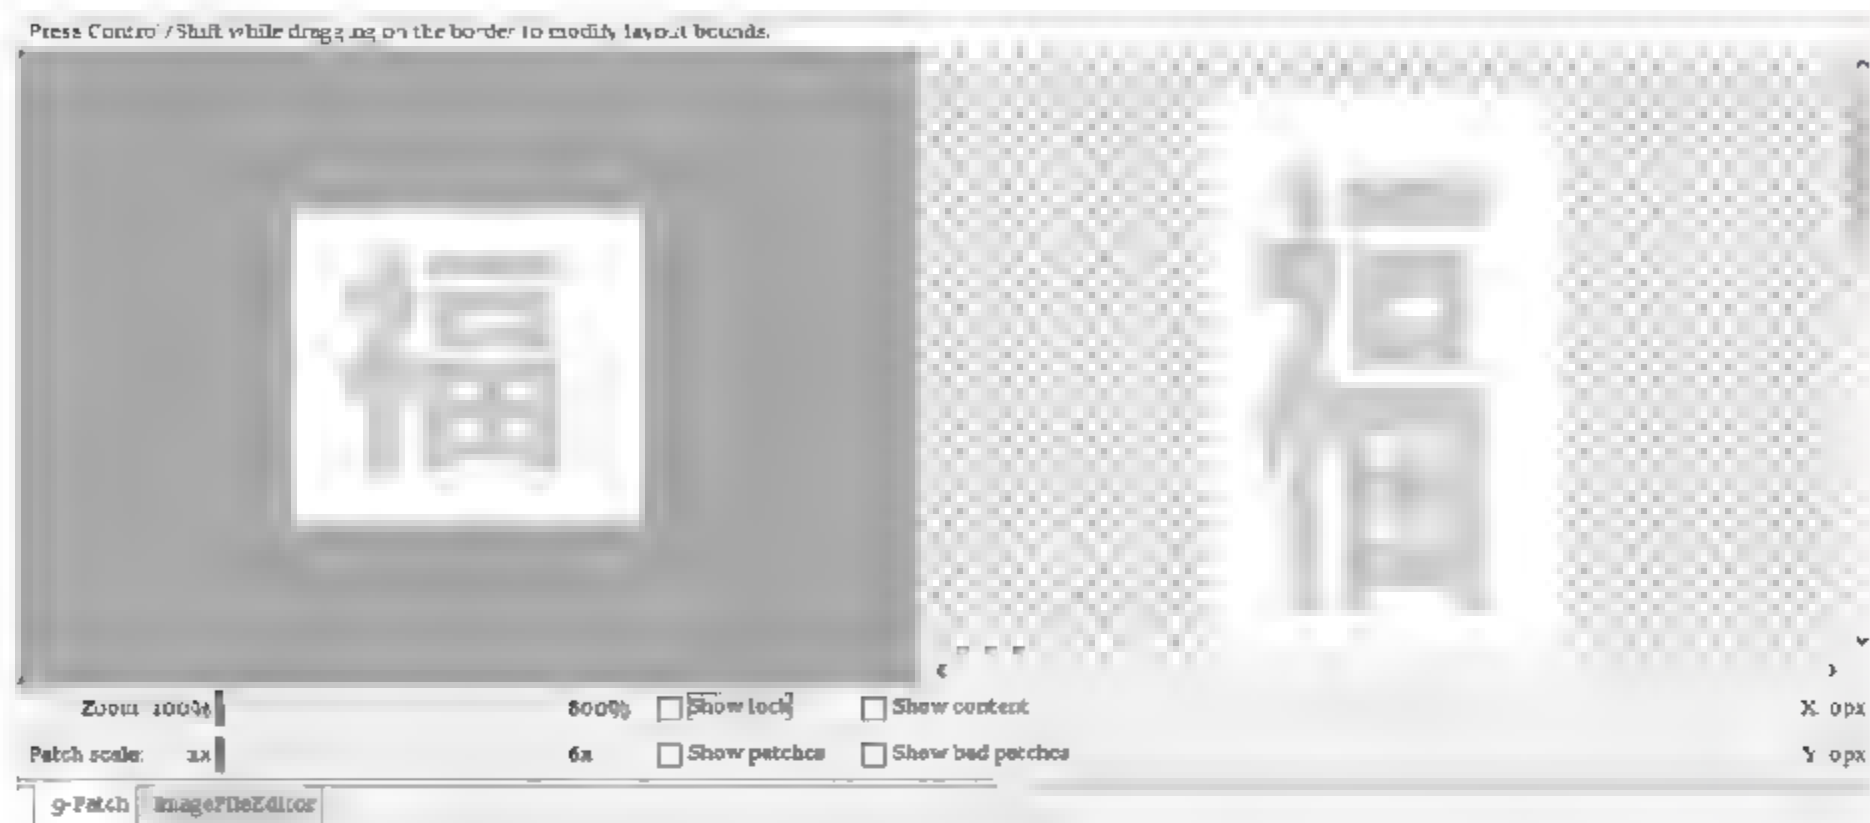 Press Control/Shift while dragging on the border to modify layout bounds.
福 福
Zoom 100% 800% Show lock Show content X 0px
Patch scale: 6x Show patches Show bad patches Y 0px
9-Patch ImageFileEditor